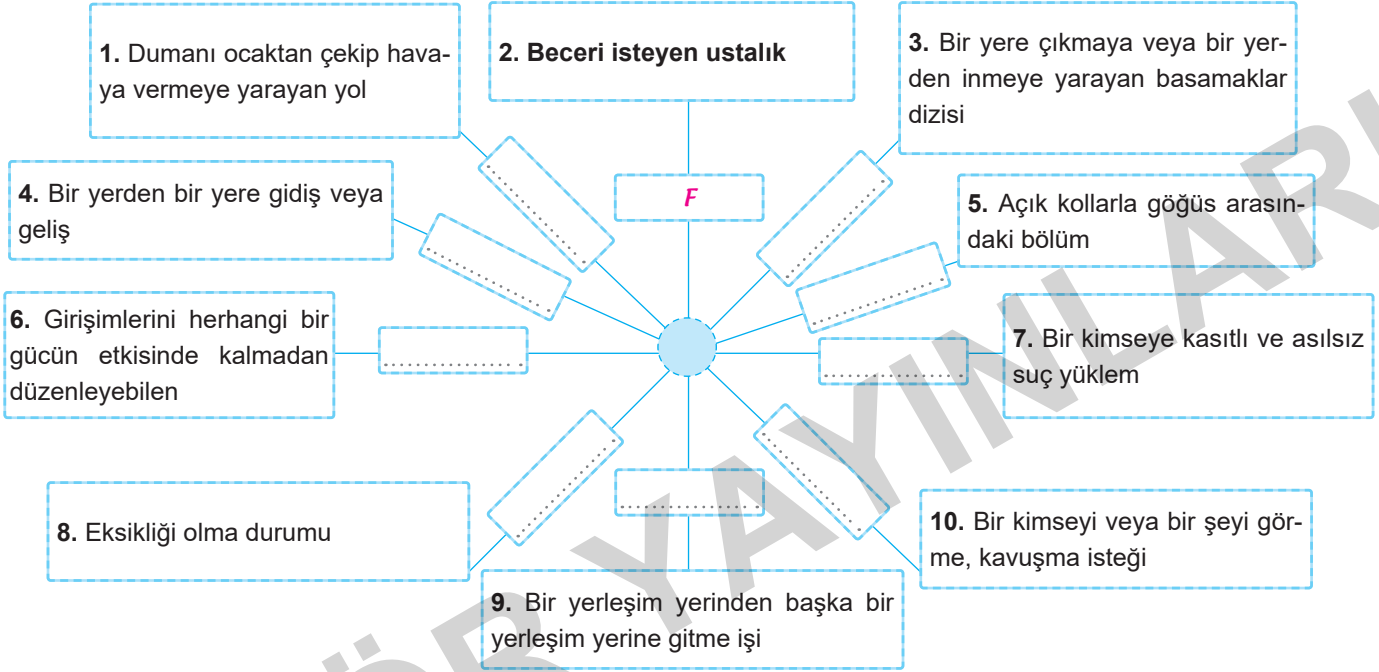 1. Dumanı ocaktan çekip hava-
ya vermeye yarayan yol
2. Beceri isteyen ustalık
3. Bir yere çıkmaya veya bir yer-
den inmeye yarayan basamaklar
dizisi
4. Bir yerden bir yere gidiş veya
geliş
F
5. Açık kollarla göğüs arasın-
daki bölüm
6. Girişimlerini herhangi bir
gücün etkisinde kalmadan
düzenleyebilen
7. Bir kimseye kasıtlı ve asılsız
suç yüklem
8. Eksikliği olma durumu
9. Bir yerleşim yerinden başka bir
yerleşim yerine gitme işi
10. Bir kimseyi veya bir şeyi gör-
me, kavuşma isteği
ÖR YAYINLARI